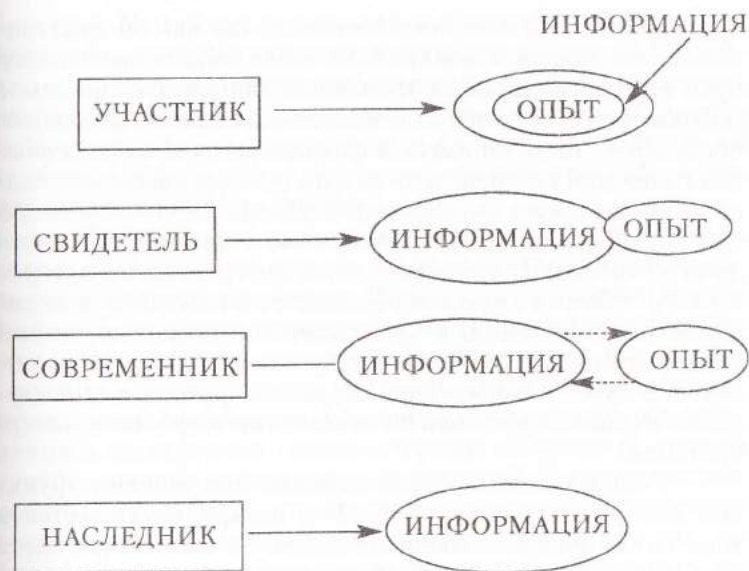 ИНФОРМАЦИЯ
УЧАСТНИК ОПЫТ
СВИДЕТЕЛЬ ИНФОРМАЦИЯ ОПЫТ
СОВРЕМЕННИК ИНФОРМАЦИЯ ОПЫТ
НАСЛЕДНИК ИНФОРМАЦИЯ